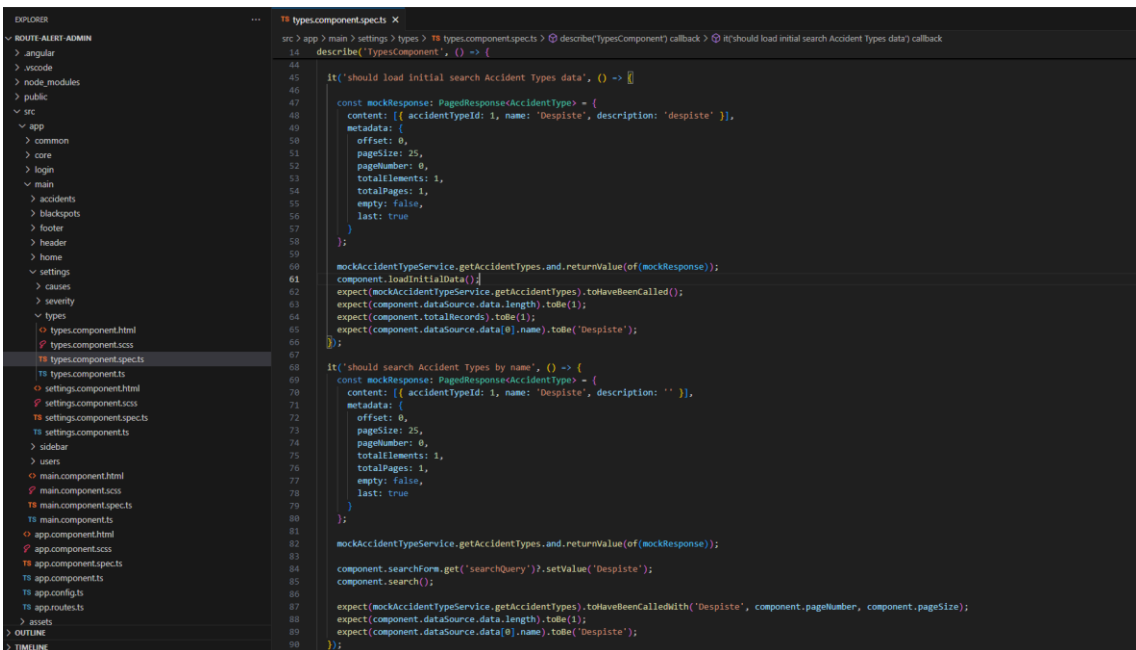 EXPLORER ···
ROUTE-ALERT-ADMIN
.angular
.vscode
node_modules
public
src
app
common
core
login
main
accidents
blackspots
footer
header
home
settings
causes
severity
types
types.component.html
types.component.scss
TS types.component.spec.ts
TS types.component.ts
settings.component.html
settings.component.scss
TS settings.component.spec.ts
TS settings.component.ts
sidebar
users
main.component.html
main.component.scss
TS main.component.spec.ts
TS main.component.ts
app.component.html
app.component.scss
TS app.component.spec.ts
TS app.component.ts
TS app.config.ts
TS app.routes.ts
assets
OUTLINE
TIMELINE
TS types.component.spec.ts ×
src > app > main > settings > types > TS types.component.spec.ts > describe('TypesComponent') callback > it('should load initial search Accident Types data') callback
14 describe('TypesComponent', () => {
44
45 it('should load initial search Accident Types data', () => {
46
47 const mockResponse: PagedResponse<AccidentType> = {
48 content: [{ accidentTypeId: 1, name: 'Despiste', description: 'despiste' }],
49 metadata: {
50 offset: 0,
51 pageSize: 25,
52 pageNumber: 0,
53 totalElements: 1,
54 totalPages: 1,
55 empty: false,
56 last: true
57 }
58 };
59
60 mockAccidentTypeService.getAccidentTypes.and.returnValue(of(mockResponse));
61 component.loadInitialData();
62 expect(mockAccidentTypeService.getAccidentTypes).toHaveBeenCalled();
63 expect(component.dataSource.data.length).toBe(1);
64 expect(component.totalRecords).toBe(1);
65 expect(component.dataSource.data[0].name).toBe('Despiste');
66 });
67
68 it('should search Accident Types by name', () => {
69 const mockResponse: PagedResponse<AccidentType> = {
70 content: [{ accidentTypeId: 1, name: 'Despiste', description: '' }],
71 metadata: {
72 offset: 0,
73 pageSize: 25,
74 pageNumber: 0,
75 totalElements: 1,
76 totalPages: 1,
77 empty: false,
78 last: true
79 }
80 };
81
82 mockAccidentTypeService.getAccidentTypes.and.returnValue(of(mockResponse));
83
84 component.searchForm.get('searchQuery')?.setValue('Despiste');
85 component.search();
86
87 expect(mockAccidentTypeService.getAccidentTypes).toHaveBeenCalledWith('Despiste', component.pageNumber, component.pageSize);
88 expect(component.dataSource.data.length).toBe(1);
89 expect(component.dataSource.data[0].name).toBe('Despiste');
90 });